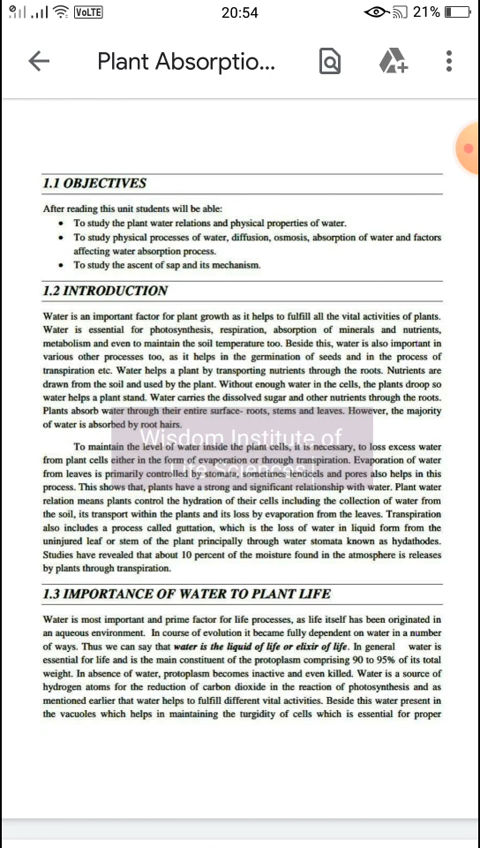 VoLTE
20:54
21%
Plant Absorptio...
1.1 OBJECTIVES
After reading this unit students will be able:
• To study the plant water relations and physical properties of water.
• To study physical processes of water, diffusion, osmosis, absorption of water and factors
affecting water absorption process.
• To study the ascent of sap and its mechanism.
1.2 INTRODUCTION
Water is an important factor for plant growth as it helps to fulfill all the vital activities of plants.
Water is essential for photosynthesis, respiration, absorption of minerals and nutrients,
metabolism and even to maintain the soil temperature too. Beside this, water is also important in
various other processes too, as it helps in the germination of seeds and in the process of
transpiration etc. Water helps a plant by transporting nutrients through the roots. Nutrients are
drawn from the soil and used by the plant. Without enough water in the cells, the plants droop so
water helps a plant stand. Water carries the dissolved sugar and other nutrients through the roots.
Plants absorb water through their entire surface- roots, stems and leaves. However, the majority
of water is absorbed by root hairs.
Wisdom Institute of
Life Sciences
To maintain the level of water inside the plant cells, it is necessary, to loss excess water
from plant cells either in the form of evaporation or through transpiration. Evaporation of water
from leaves is primarily controlled by stomata, sometimes lenticels and pores also helps in this
process. This shows that, plants have a strong and significant relationship with water. Plant water
relation means plants control the hydration of their cells including the collection of water from
the soil, its transport within the plants and its loss by evaporation from the leaves. Transpiration
also includes a process called guttation, which is the loss of water in liquid form from the
uninjured leaf or stem of the plant principally through water stomata known as hydathodes.
Studies have revealed that about 10 percent of the moisture found in the atmosphere is releases
by plants through transpiration.
1.3 IMPORTANCE OF WATER TO PLANT LIFE
Water is most important and prime factor for life processes, as life itself has been originated in
an aqueous environment. In course of evolution it became fully dependent on water in a number
of ways. Thus we can say that water is the liquid of life or elixir of life. In general water is
essential for life and is the main constituent of the protoplasm comprising 90 to 95% of its total
weight. In absence of water, protoplasm becomes inactive and even killed. Water is a source of
hydrogen atoms for the reduction of carbon dioxide in the reaction of photosynthesis and as
mentioned earlier that water helps to fulfill different vital activities. Beside this water present in
the vacuoles which helps in maintaining the turgidity of cells which is essential for proper